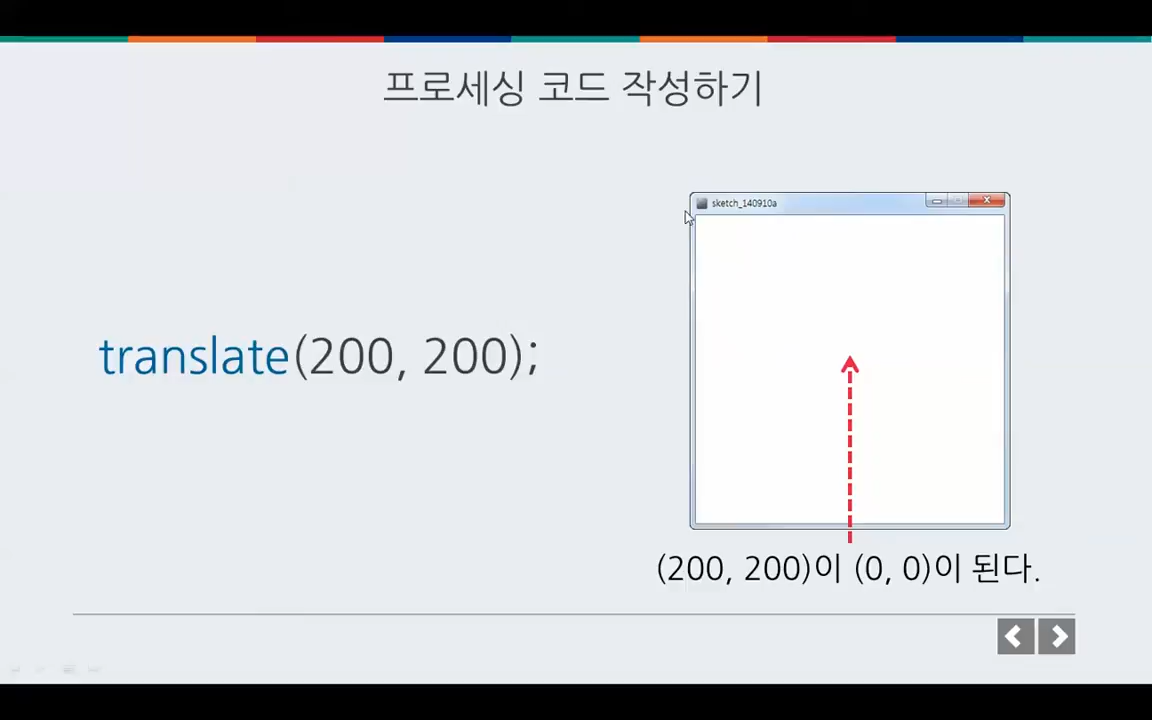 프로세싱 코드 작성하기
sketch_140910a
translate(200, 200);
(200, 200)이 (0, 0)이 된다.